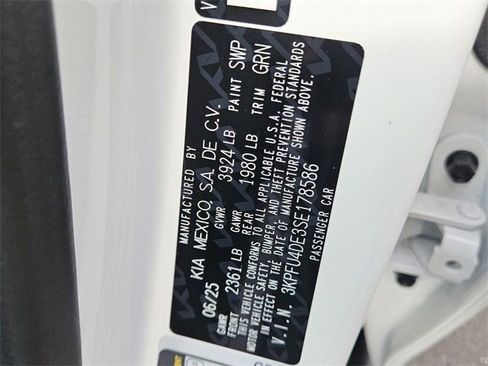 MANUFACTURED BY
06/25 KIA MEXICO, S.A. DE C.V.
GVWR 3924 LB PAINT SWP
GAWR FRONT 2361 LB GAWR REAR 1980 LB TRIM GRN
THIS VEHICLE CONFORMS TO ALL APPLICABLE U.S.A. FEDERAL
MOTOR VEHICLE SAFETY, BUMPER, AND THEFT PREVENTION STANDARDS
IN EFFECT ON THE DATE OF MANUFACTURE SHOWN ABOVE.
V.I.N. 3KPFU4DE3SE178586
PASSENGER CAR